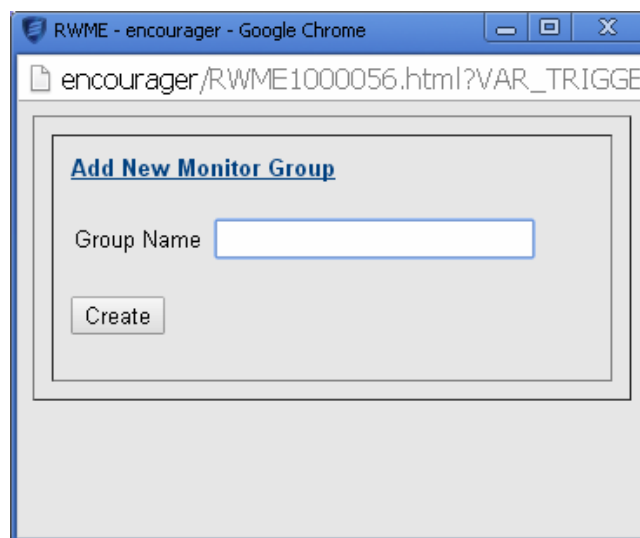 RWME - encourager - Google Chrome
encourager/RWME1000056.html?VAR_TRIGGE
Add New Monitor Group
Group Name
Create